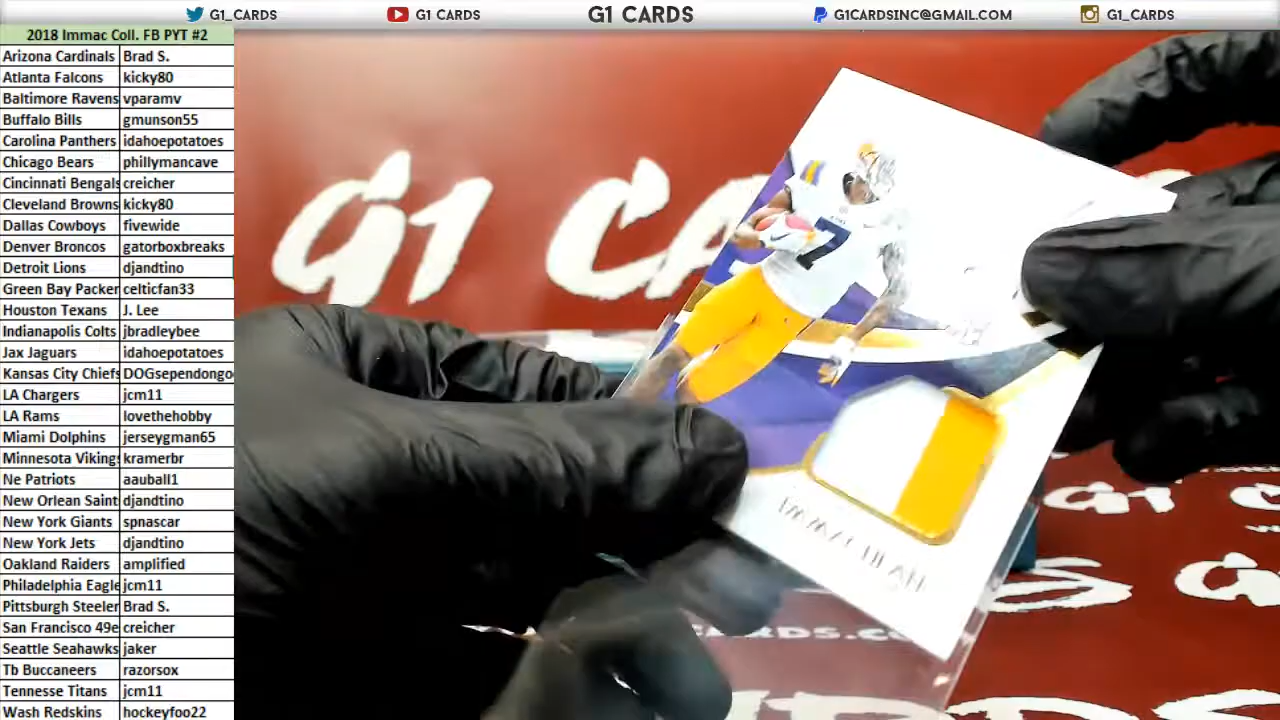 G1_CARDS
G1 CARDS
G1 CARDS
G1CARDSINC@GMAIL.COM
G1_CARDS
2018 Immac Coll. FB PYT #2
Arizona Cardinals Brad S.
Atlanta Falcons kicky80
Baltimore Ravens vparamv
Buffalo Bills gmunson55
Carolina Panthers idahoepotatoes
Chicago Bears phillymancave
Cincinnati Bengals creicher
Cleveland Browns kicky80
Dallas Cowboys fivewide
Denver Broncos gatorboxbreaks
Detroit Lions djandtino
Green Bay Packer celticfan33
Houston Texans J. Lee
Indianapolis Colts jbradleybee
Jax Jaguars idahoepotatoes
Kansas City Chiefs DOGsependongo
LA Chargers jcm11
LA Rams lovethehobby
Miami Dolphins jerseygman65
Minnesota Vikings kramerbr
Ne Patriots aauball1
New Orlean Saint djandtino
New York Giants spnascar
New York Jets djandtino
Oakland Raiders amplified
Philadelphia Eagle jcm11
Pittsburgh Steeler Brad S.
San Francisco 49e creicher
Seattle Seahawks jaker
Tb Buccaneers razorsox
Tennesse Titans jcm11
Wash Redskins hockeyfoo22
G1 CA
7
G1